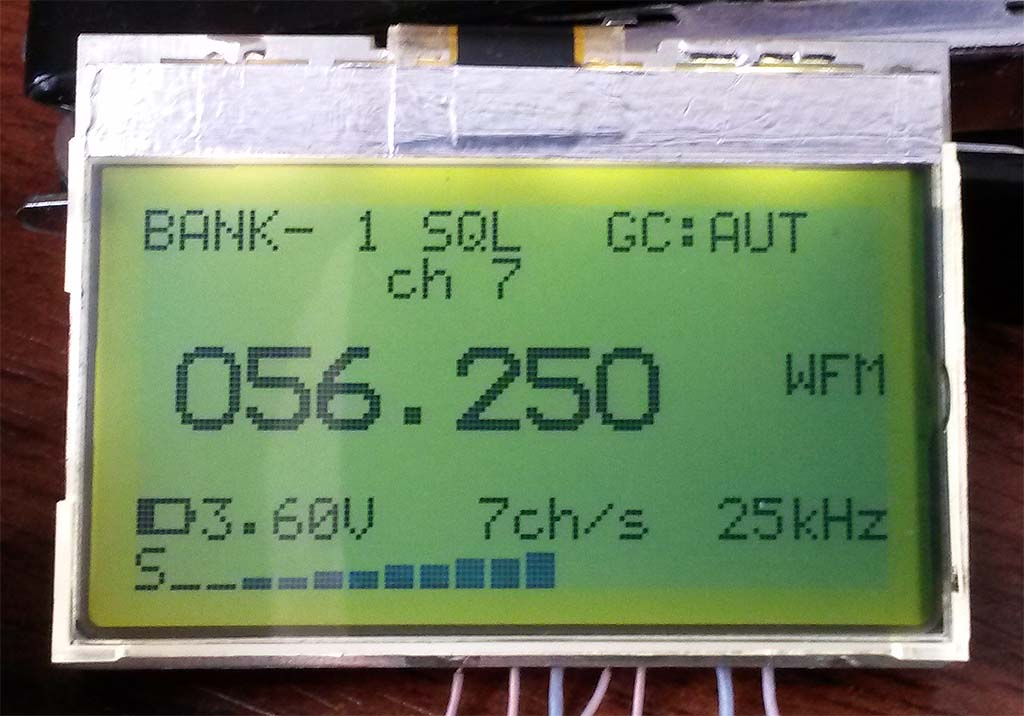 BANK- 1 SQL GC:AUT
ch 7
056.250 WFM
3.60V 7ch/s 25kHz
S